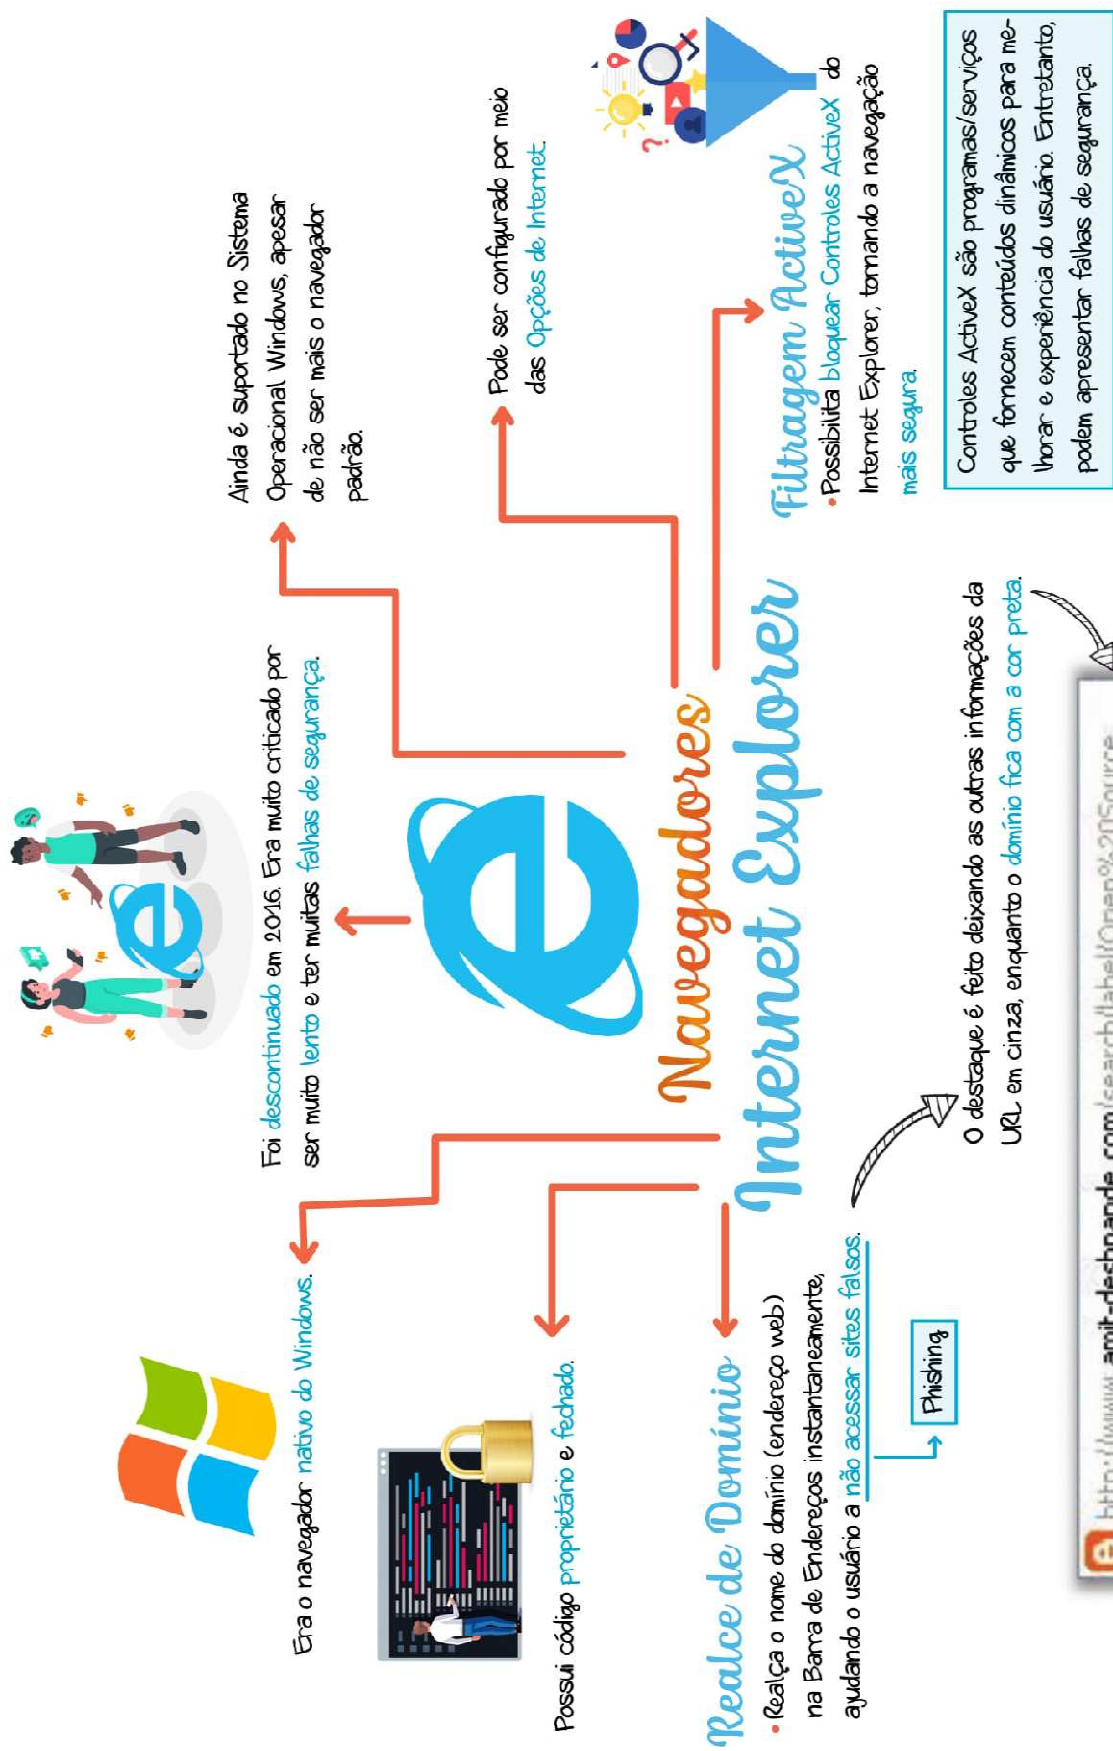 Era o navegador nativo do Windows.
Foi descontinuado em 2016. Era muito criticado por
ser muito lento e ter muitas falhas de segurança.
Ainda é suportado no Sistema
Operacional Windows, apesar
de não ser mais o navegador
padrão.
Possui código proprietário e fechado.
Pode ser configurado por meio
das Opções de Internet.
Navegadores
Internet Explorer
Realce de Domínio
• Realça o nome do domínio (endereço web)
na Barra de Endereços instantaneamente,
ajudando o usuário a não acessar sites falsos.
Phishing
O destaque é feito deixando as outras informações da
URL em cinza, enquanto o domínio fica com a cor preta.
http://www.amit-deshpande.com/search/label/Open%20Source
Filtragem ActiveX
• Possibilita bloquear Controles ActiveX do
Internet Explorer, tornando a navegação
mais segura.
Controles ActiveX são programas/serviços
que fornecem conteúdos dinâmicos para me-
lhorar e experiência do usuário. Entretanto,
podem apresentar falhas de segurança.